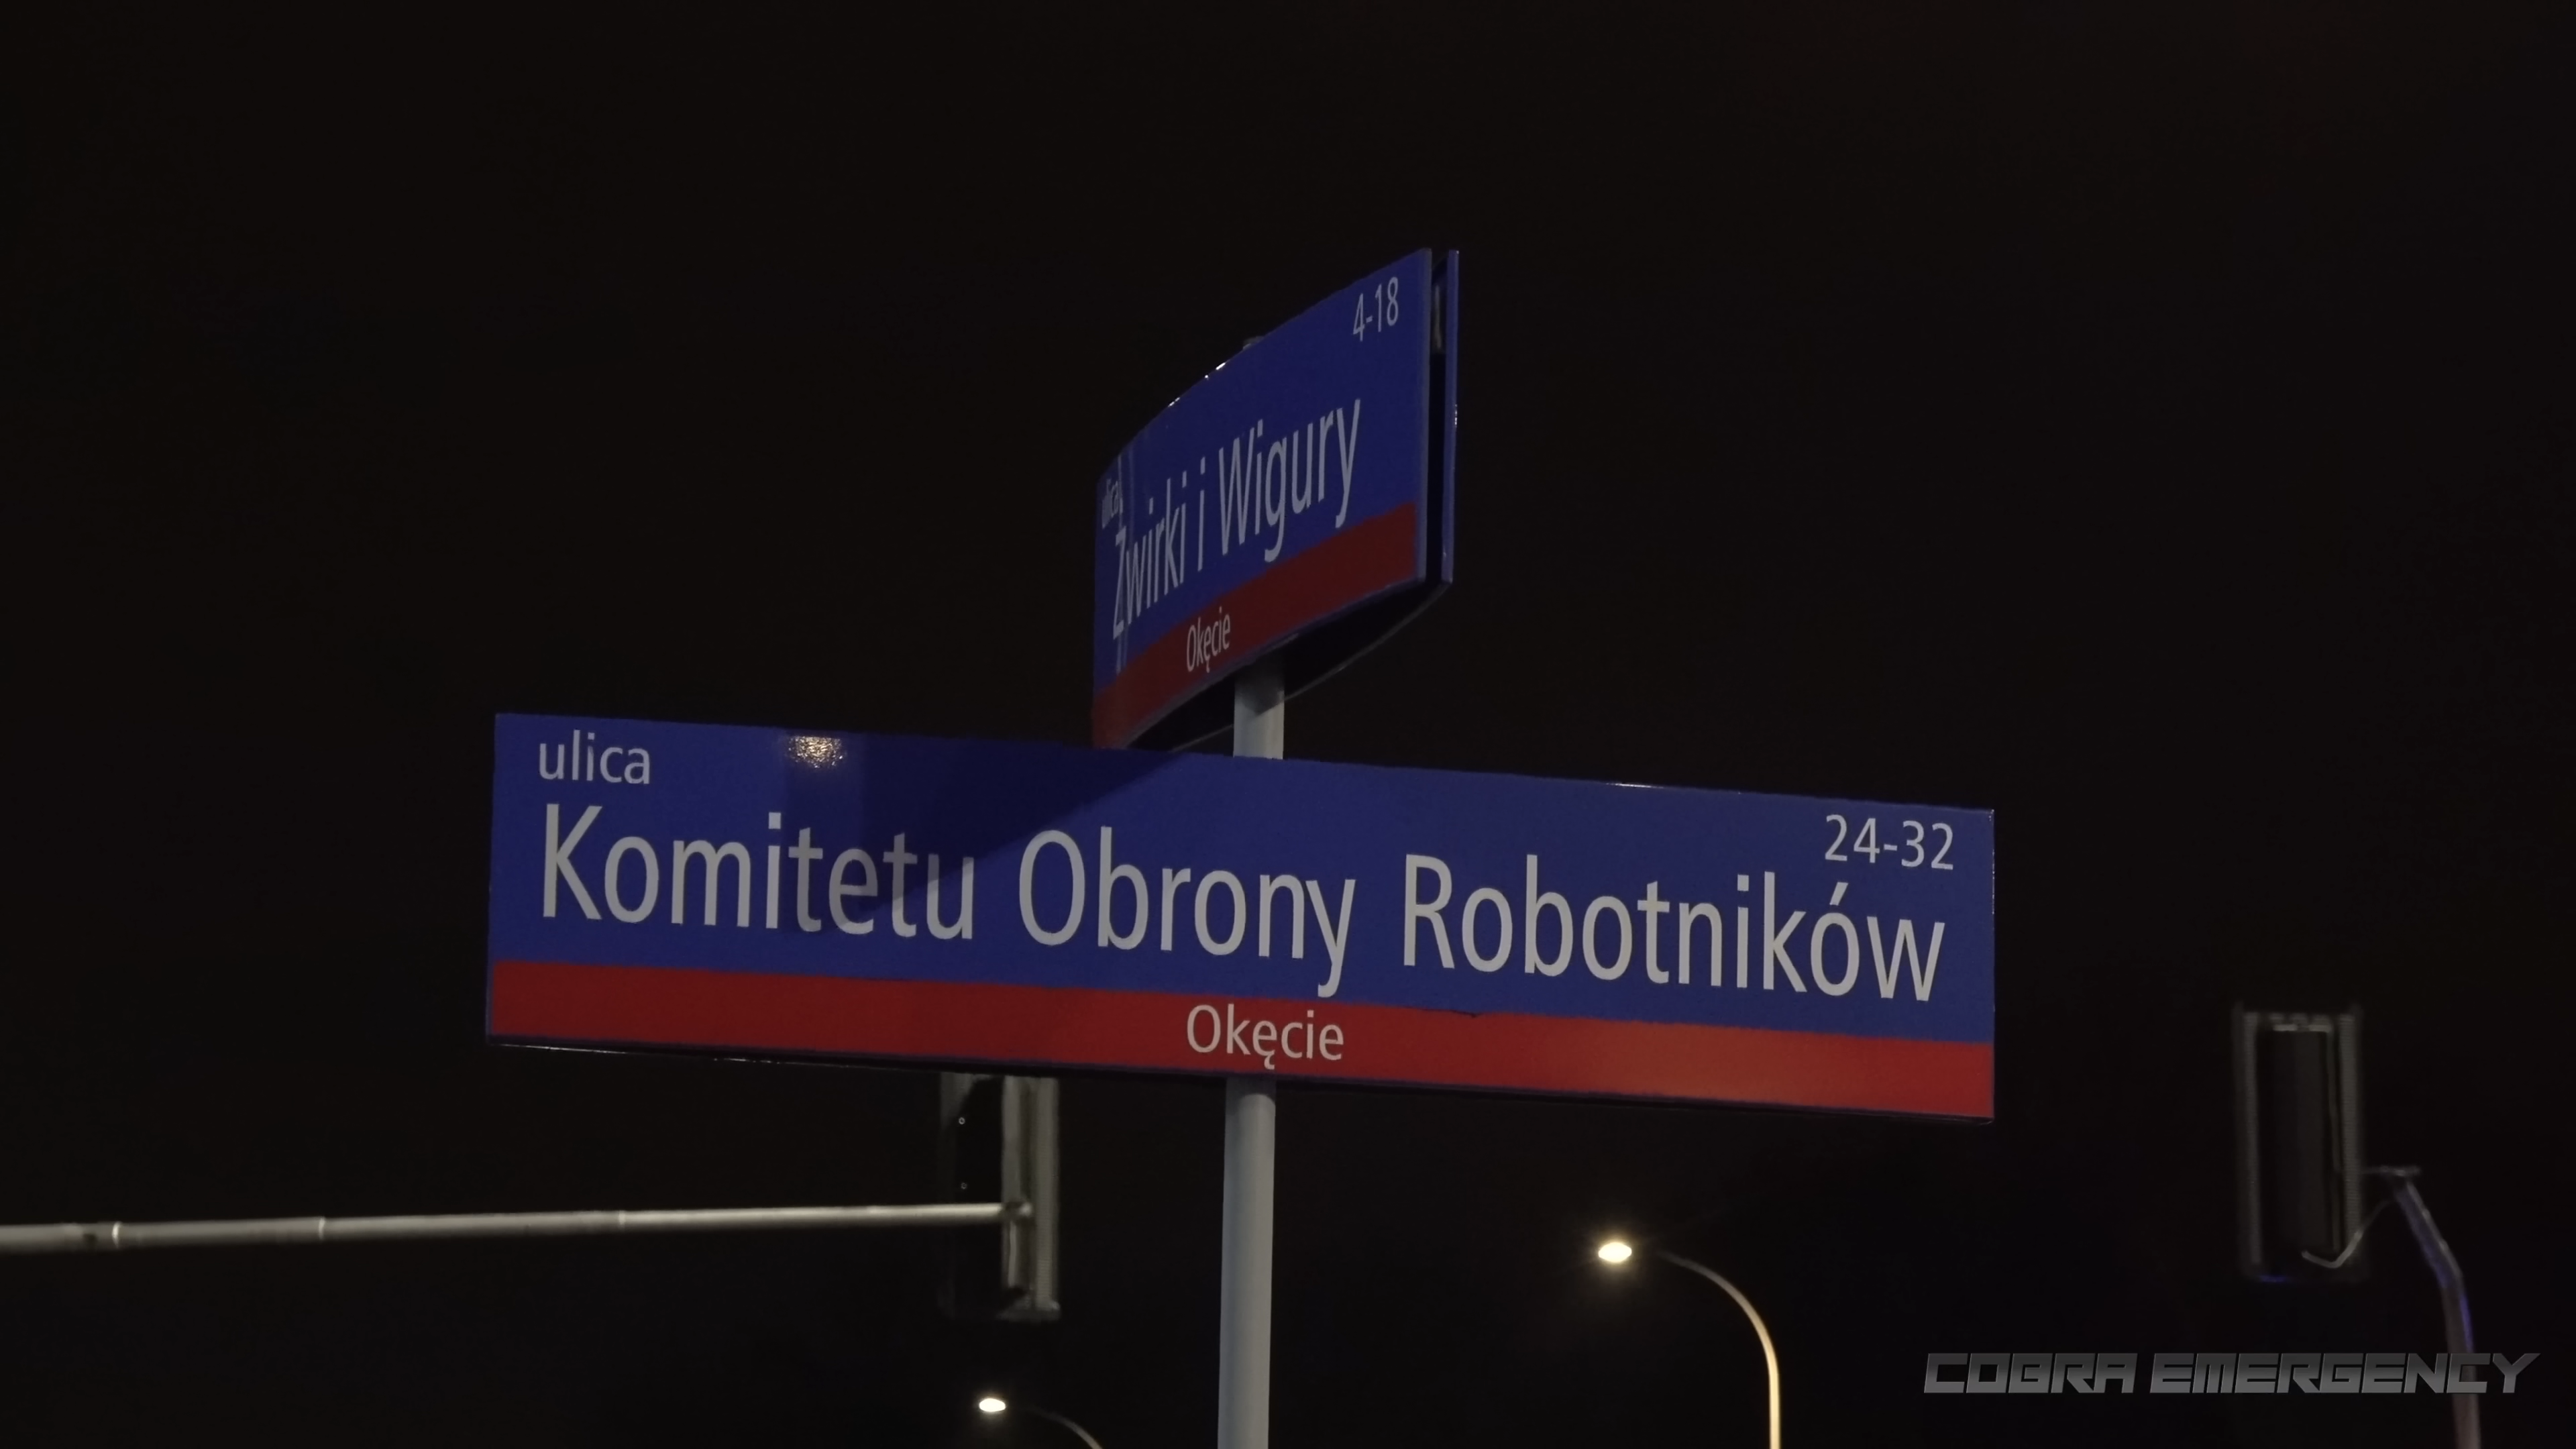 4-18
ulica
Żwirki i Wigury
Okęcie
ulica
24-32
Komitetu Obrony Robotników
Okęcie
COBRA EMERGENCY